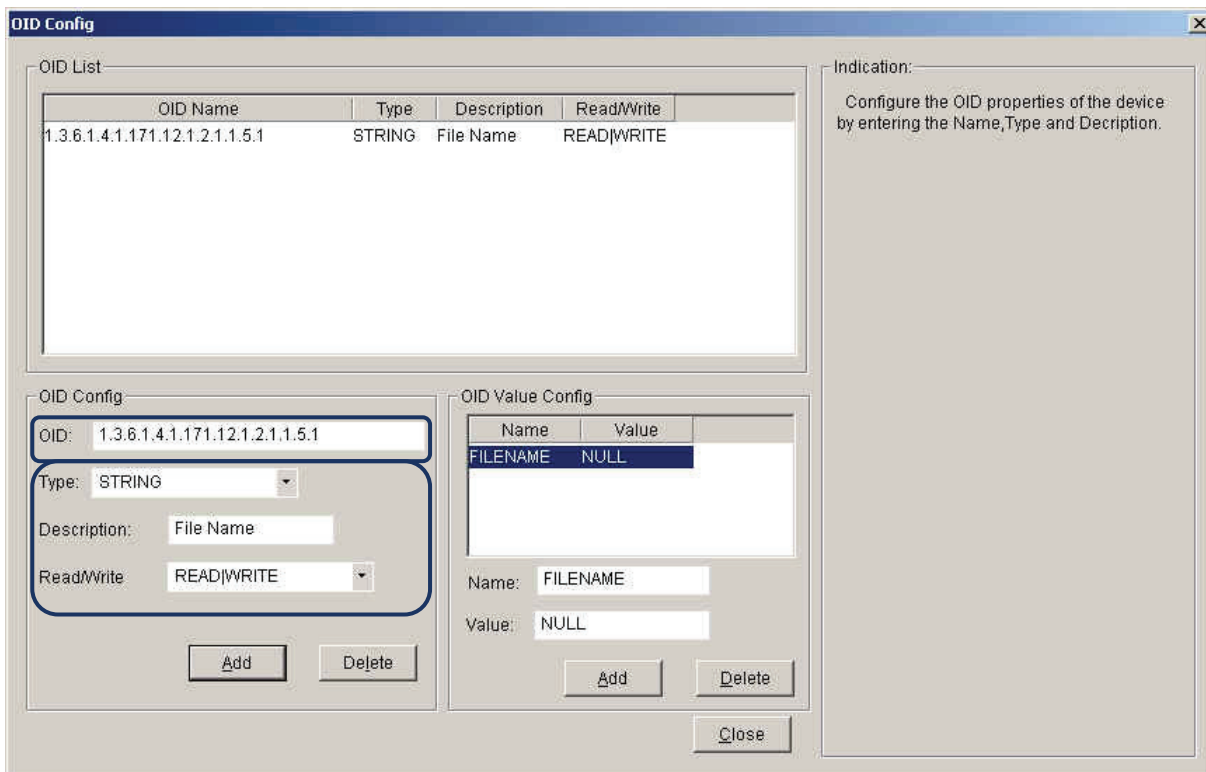 OID Config
OID List
OID Name Type Description Read/Write
1.3.6.1.4.1.171.12.1.2.1.1.5.1 STRING File Name READ|WRITE
Indication:
Configure the OID properties of the device
by entering the Name,Type and Decription.
OID Config
OID: 1.3.6.1.4.1.171.12.1.2.1.1.5.1
Type: STRING
Description: File Name
Read/Write READ|WRITE
Add Delete
OID Value Config
Name Value
FILENAME NULL
Name: FILENAME
Value: NULL
Add Delete
Close